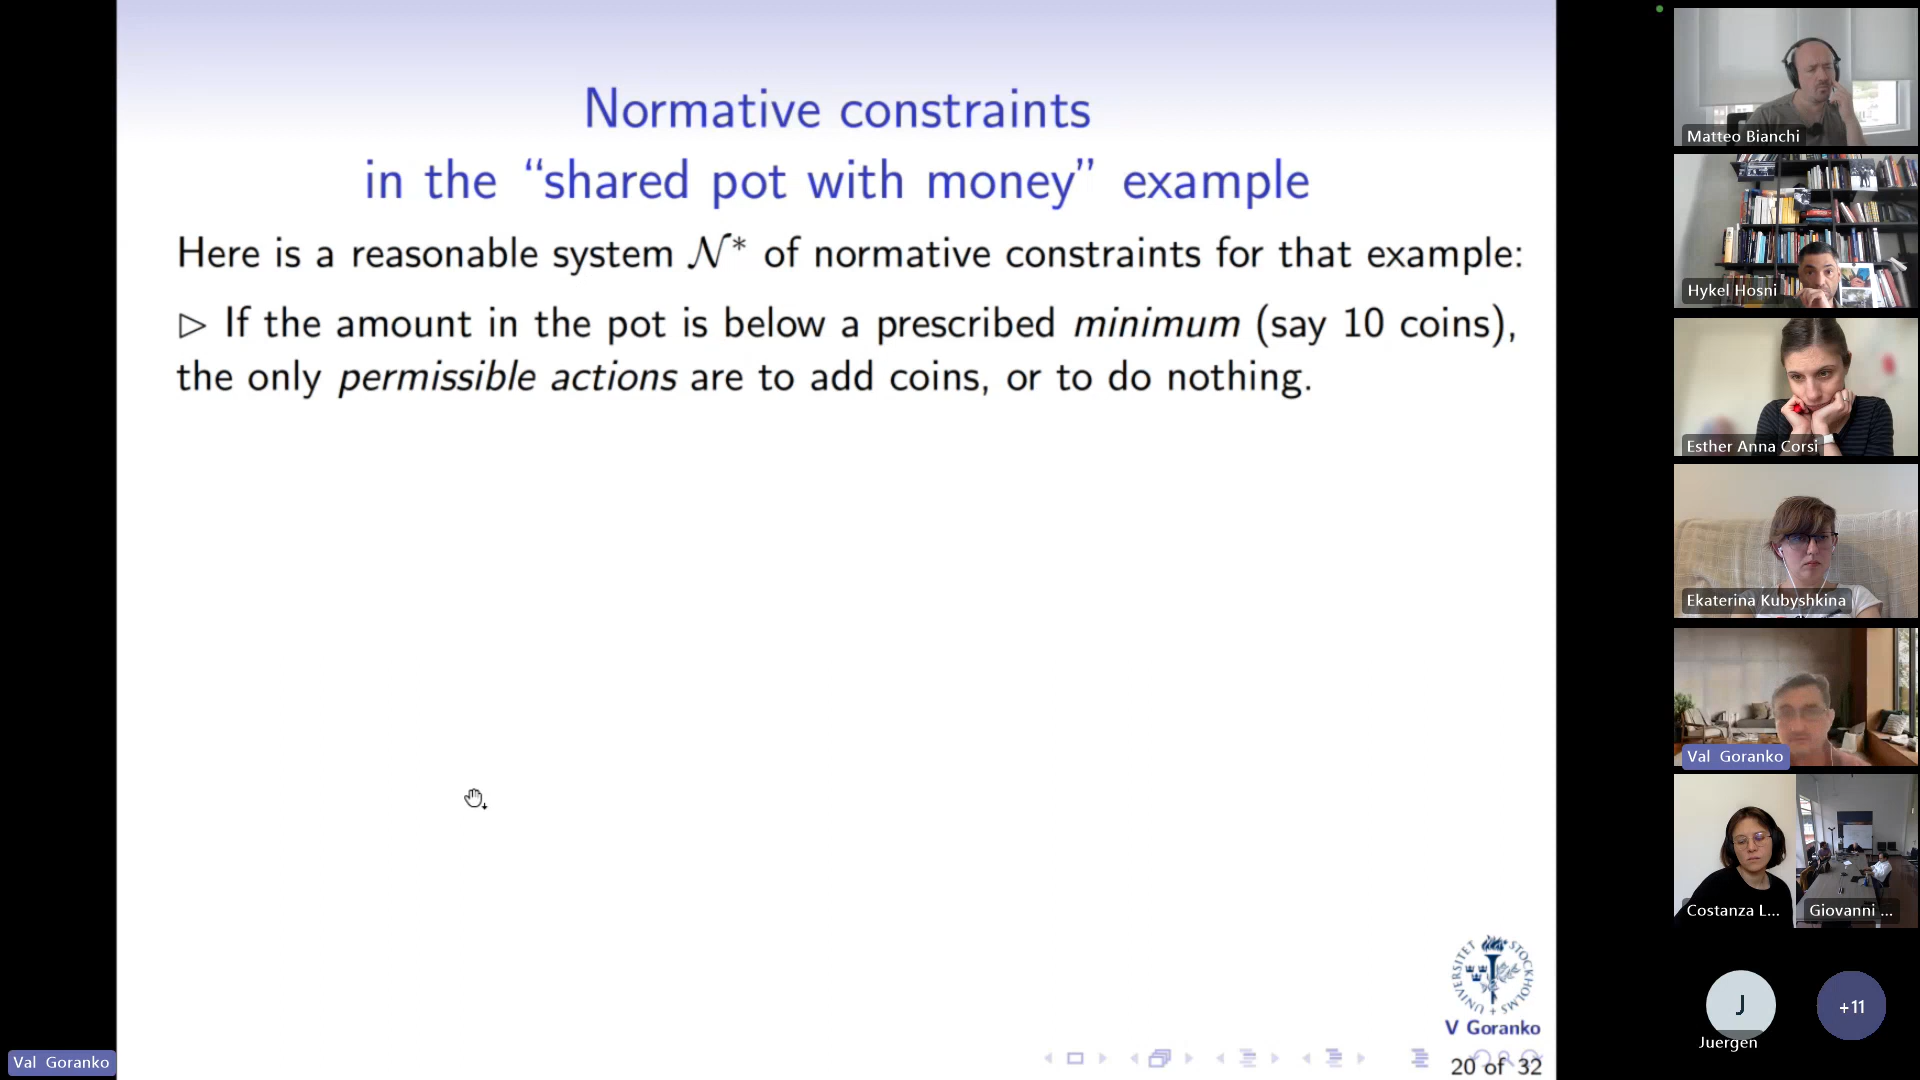 Normative constraints
in the “shared pot with money” example
Here is a reasonable system 𝒩* of normative constraints for that example:
▷ If the amount in the pot is below a prescribed minimum (say 10 coins),
the only permissible actions are to add coins, or to do nothing.
UNIVERSITET STOCKHOLMS
V Goranko
20 of 32
Val Goranko
Matteo Bianchi
Hykel Hosni
Esther Anna Corsi
Ekaterina Kubyshkina
Val Goranko
Costanza L...
Giovanni ...
J
Juergen
+11